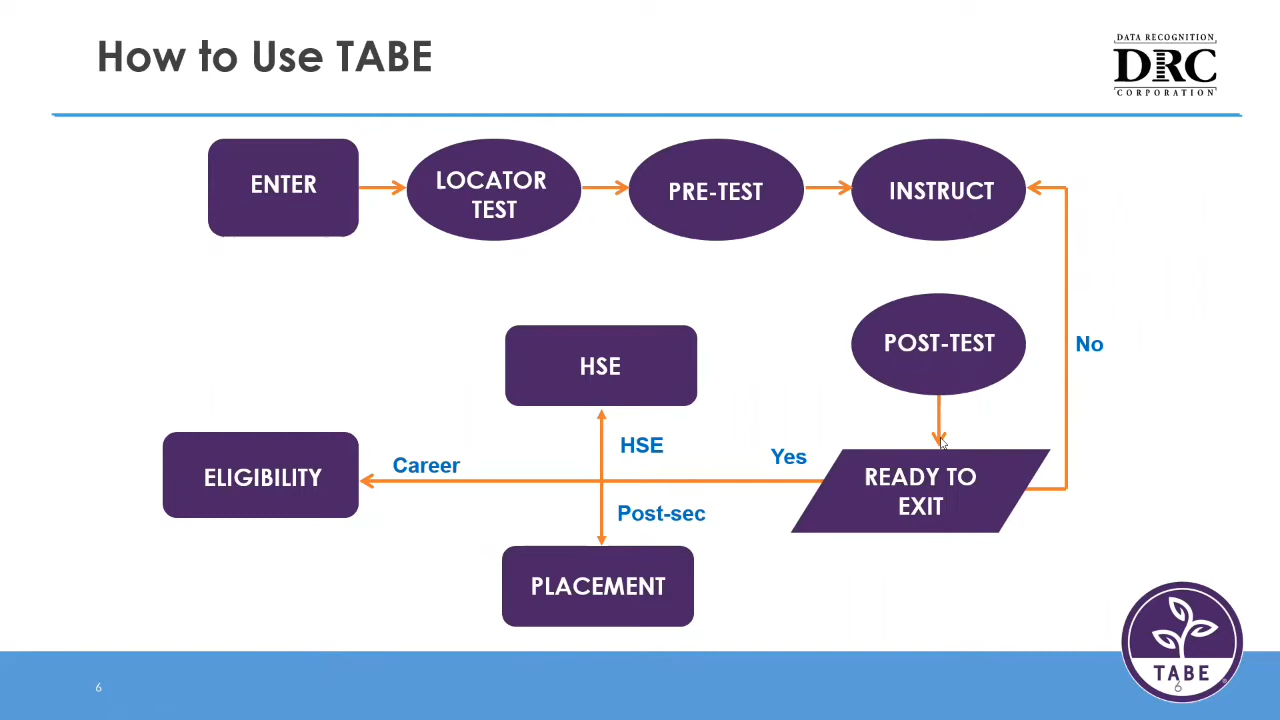 How to Use TABE
DATA RECOGNITION
DRC
CORPORATION
ENTER
LOCATOR
TEST
PRE-TEST
INSTRUCT
POST-TEST
No
HSE
HSE
Yes
Career
READY TO
EXIT
ELIGIBILITY
Post-sec
PLACEMENT
TABE
®
6
6